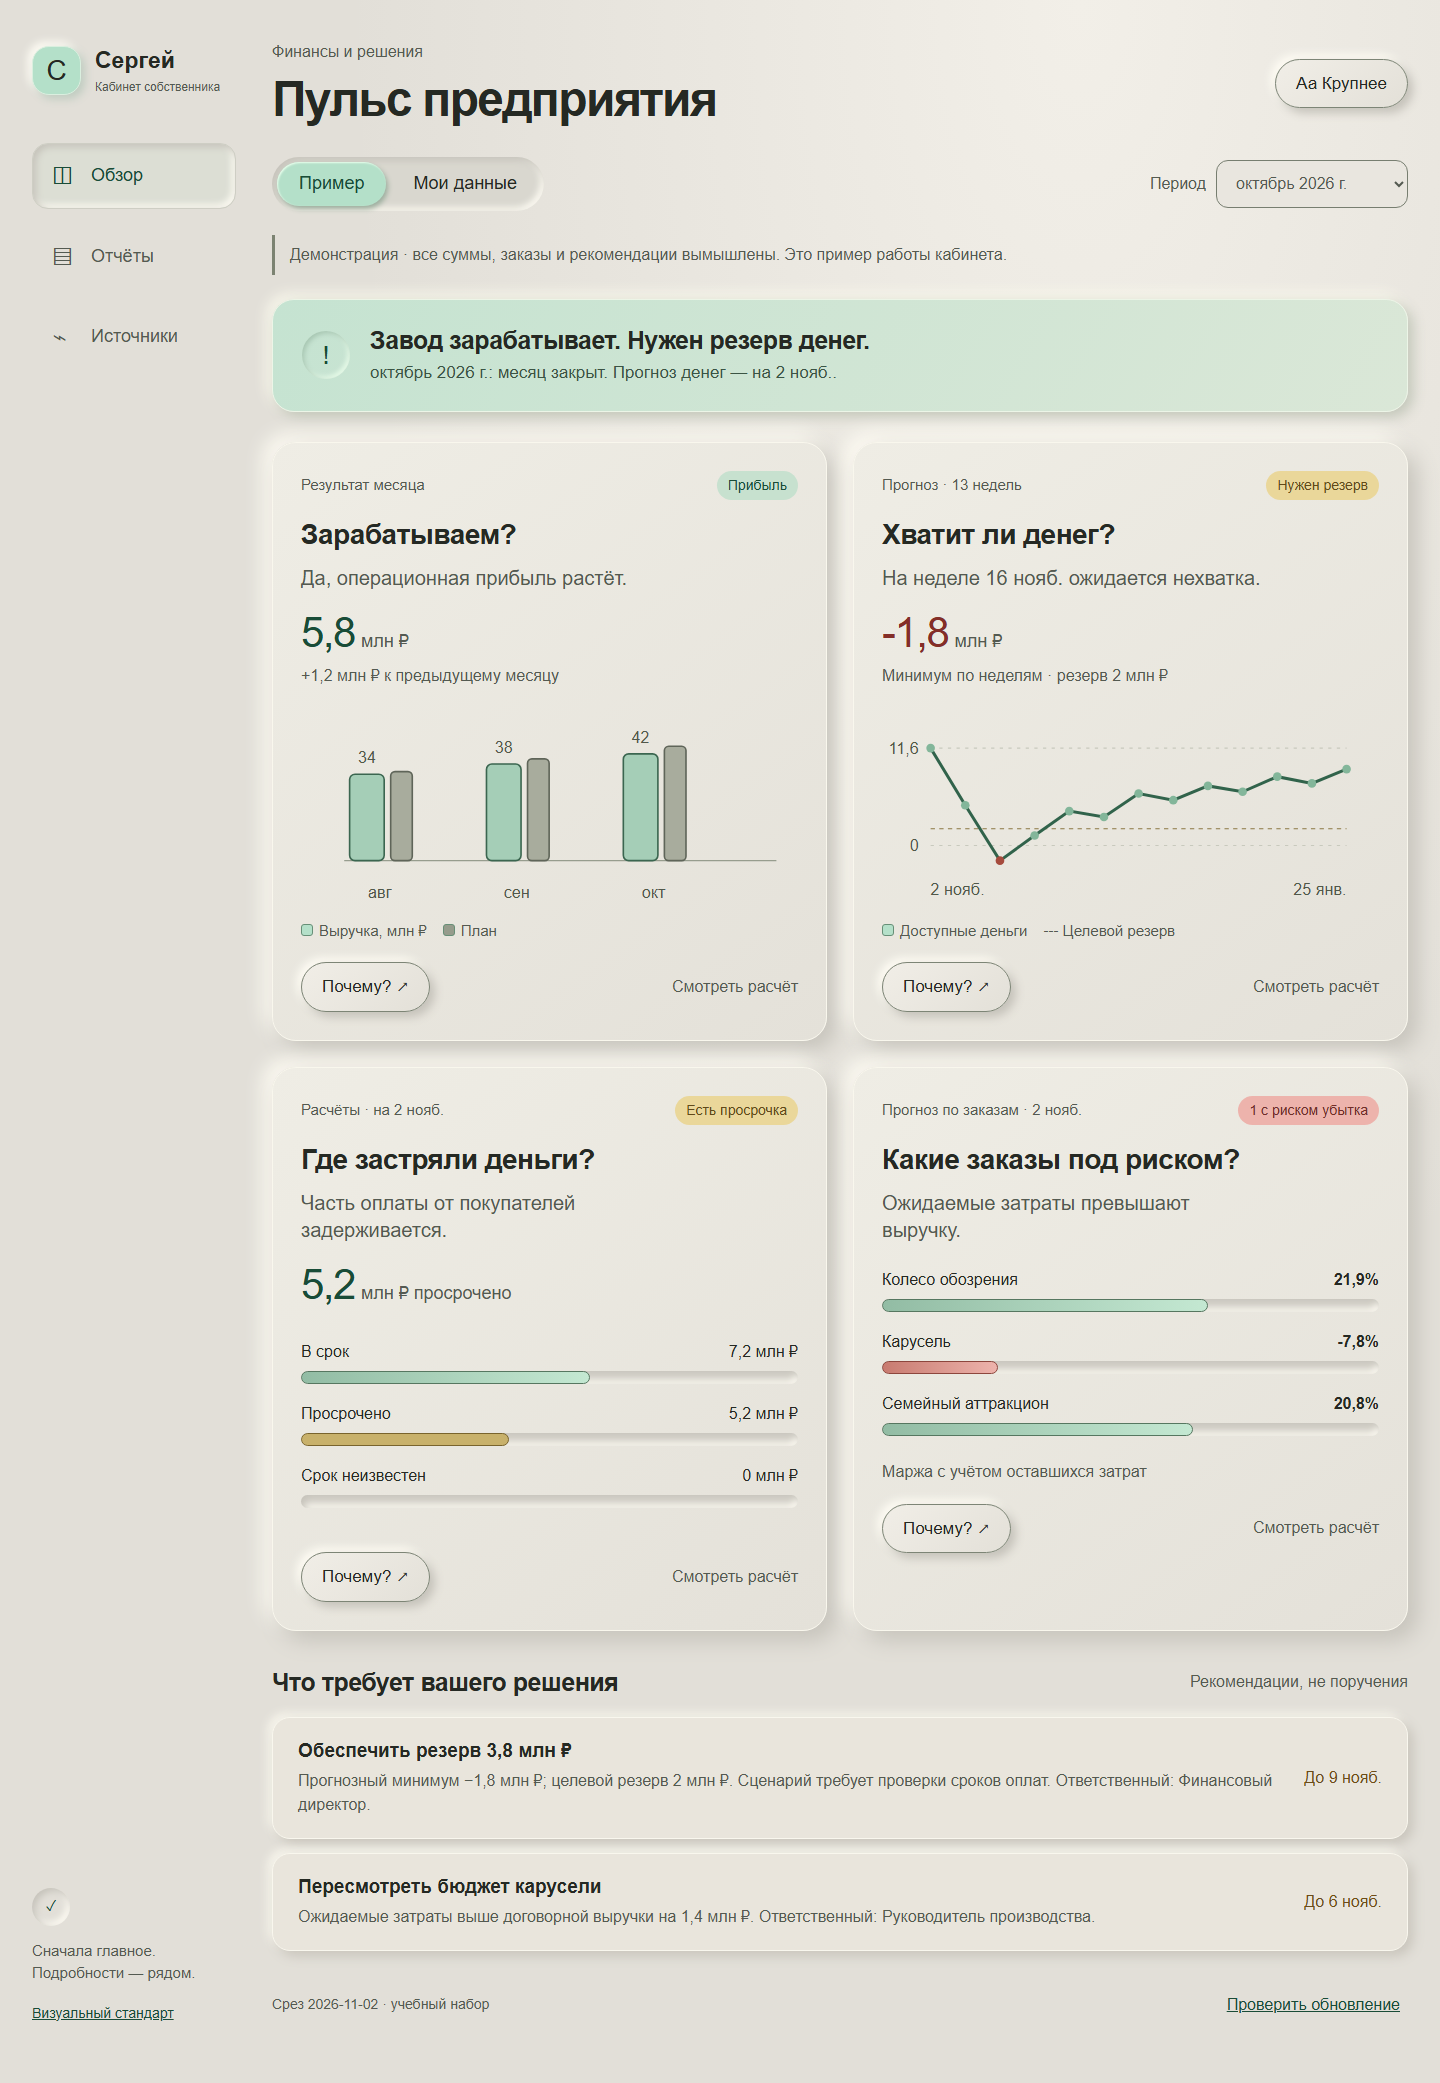 С
Сергей
Кабинет собственника
Обзор
Отчёты
Источники
Финансы и решения
Пульс предприятия
Аа Крупнее
Пример
Мои данные
Период
октябрь 2026 г.
Демонстрация · все суммы, заказы и рекомендации вымышлены. Это пример работы кабинета.
!
Завод зарабатывает. Нужен резерв денег.
октябрь 2026 г.: месяц закрыт. Прогноз денег — на 2 нояб..
Результат месяца
Прибыль
Зарабатываем?
Да, операционная прибыль растёт.
5,8 млн ₽
+1,2 млн ₽ к предыдущему месяцу
34
38
42
авг
сен
окт
Выручка, млн ₽
План
Почему? ↗
Смотреть расчёт
Прогноз · 13 недель
Нужен резерв
Хватит ли денег?
На неделе 16 нояб. ожидается нехватка.
-1,8 млн ₽
Минимум по неделям · резерв 2 млн ₽
11,6
0
2 нояб.
25 янв.
Доступные деньги
--- Целевой резерв
Почему? ↗
Смотреть расчёт
Расчёты · на 2 нояб.
Есть просрочка
Где застряли деньги?
Часть оплаты от покупателей
задерживается.
5,2 млн ₽ просрочено
В срок
7,2 млн ₽
Просрочено
5,2 млн ₽
Срок неизвестен
0 млн ₽
Почему? ↗
Смотреть расчёт
Прогноз по заказам · 2 нояб.
1 с риском убытка
Какие заказы под риском?
Ожидаемые затраты превышают
выручку.
Колесо обозрения
21,9%
Карусель
-7,8%
Семейный аттракцион
20,8%
Маржа с учётом оставшихся затрат
Почему? ↗
Смотреть расчёт
Что требует вашего решения
Рекомендации, не поручения
Обеспечить резерв 3,8 млн ₽
Прогнозный минимум −1,8 млн ₽; целевой резерв 2 млн ₽. Сценарий требует проверки сроков оплат. Ответственный: Финансовый
директор.
До 9 нояб.
Пересмотреть бюджет карусели
Ожидаемые затраты выше договорной выручки на 1,4 млн ₽. Ответственный: Руководитель производства.
До 6 нояб.
✓
Сначала главное.
Подробности — рядом.
Визуальный стандарт
Срез 2026-11-02 · учебный набор
Проверить обновление